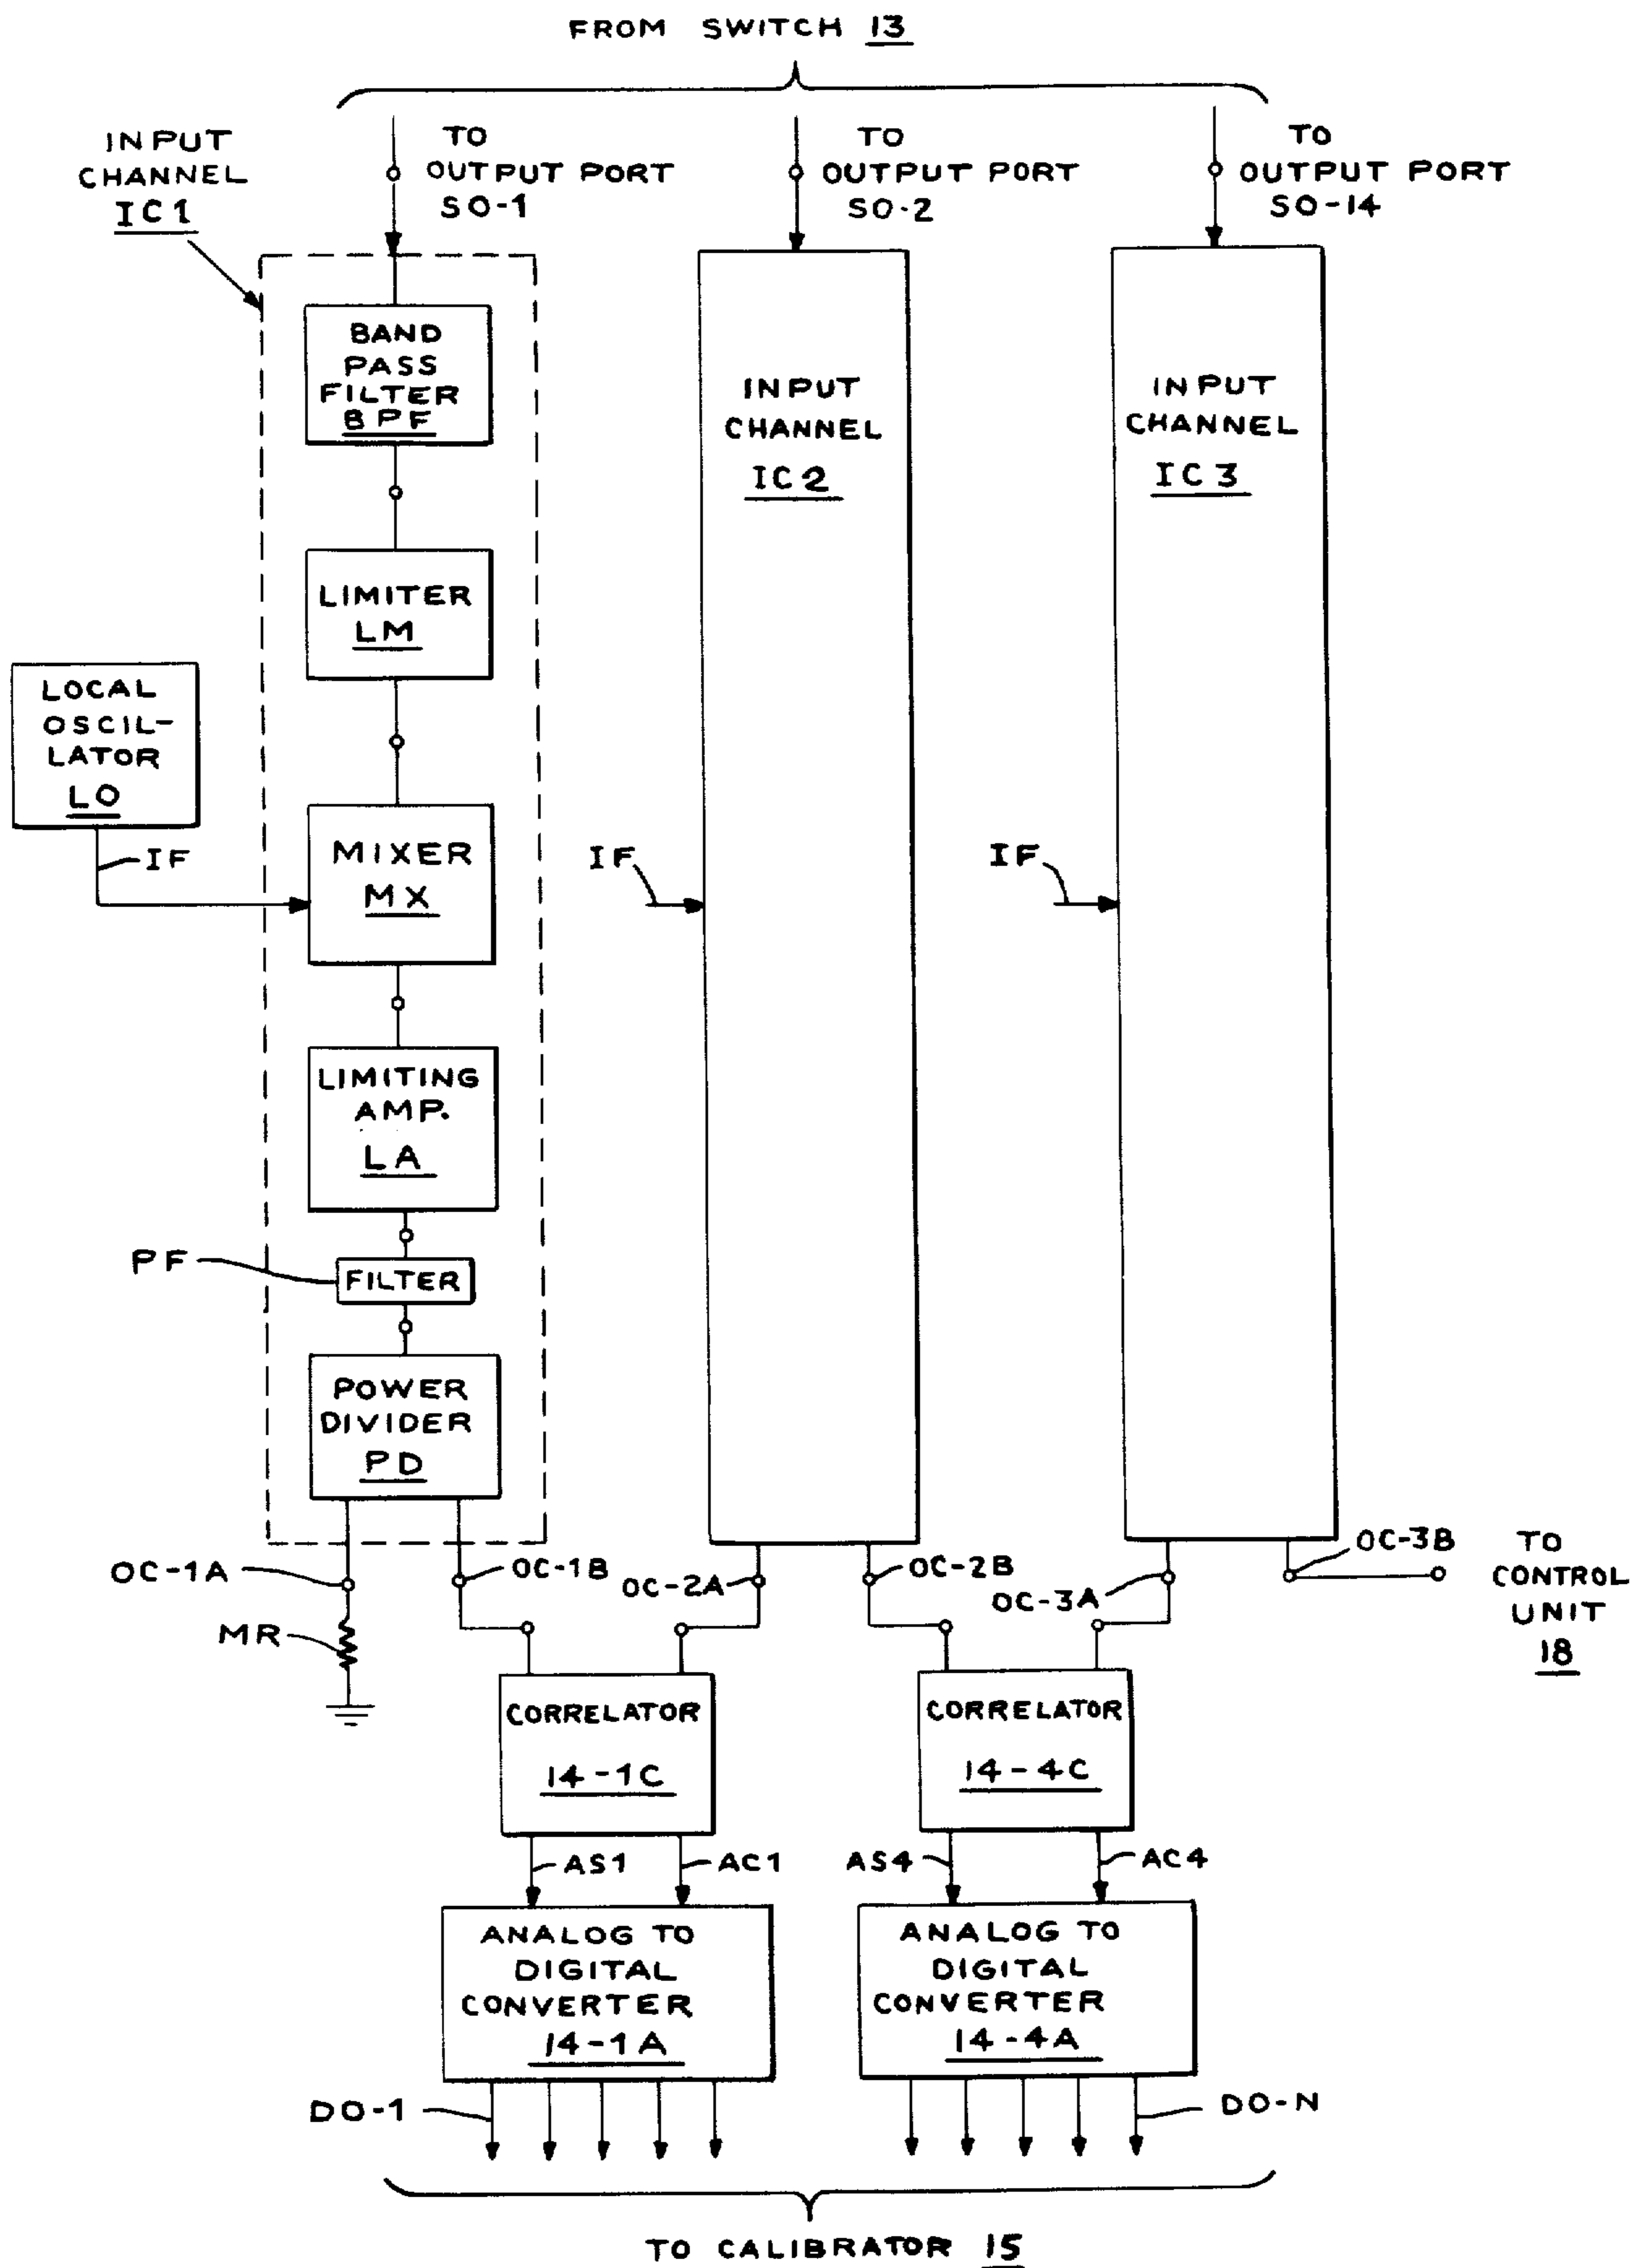 FROM SWITCH 13
INPUT
CHANNEL
IC1
TO
OUTPUT PORT
SO-1
TO
OUTPUT PORT
SO-2
TO
OUTPUT PORT
SO-14
BAND
PASS
FILTER
BPF
LIMITER
LM
LOCAL
OSCIL-
LATOR
LO
IF
MIXER
MX
LIMITING
AMP.
LA
PF
FILTER
POWER
DIVIDER
PD
INPUT
CHANNEL
IC2
IF
INPUT
CHANNEL
IC3
IF
OC-1A
OC-1B
OC-2A
OC-2B
OC-3A
OC-3B
TO
CONTROL
UNIT
18
MR
CORRELATOR
14-1C
CORRELATOR
14-4C
AS1
AC1
AS4
AC4
ANALOG TO
DIGITAL
CONVERTER
14-1A
ANALOG TO
DIGITAL
CONVERTER
14-4A
DO-1
DO-N
TO CALIBRATOR 15